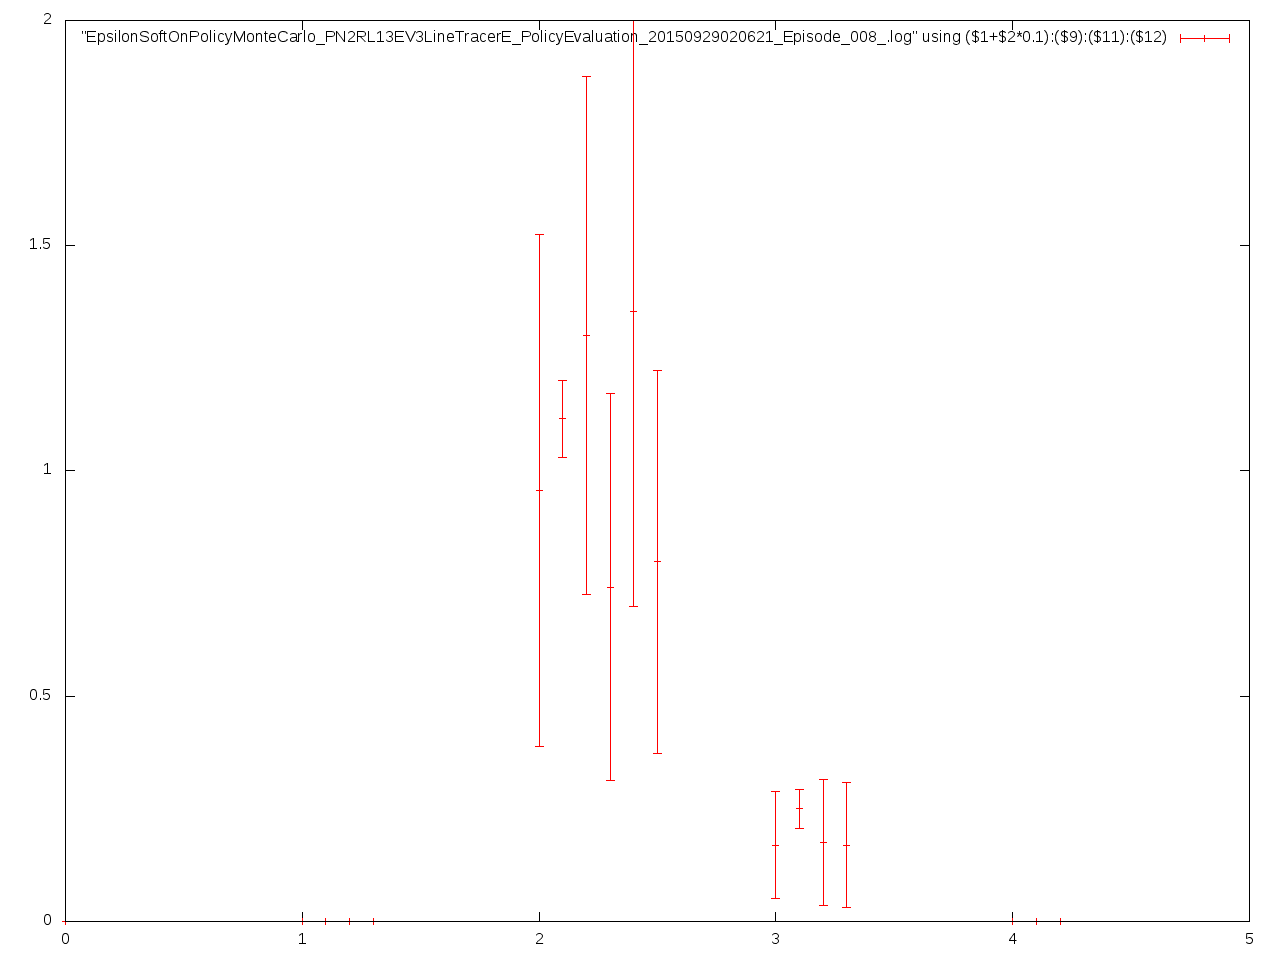 2
"EpsilonSoftOnPolicyMonteCarlo_PN2RL13EV3LineTracerE_PolicyEvaluation_20150929020621_Episode_008_.log" using ($1+$2*0.1):($9):($11):($12)
1.5
1
0.5
0
0 1 2 3 4 5